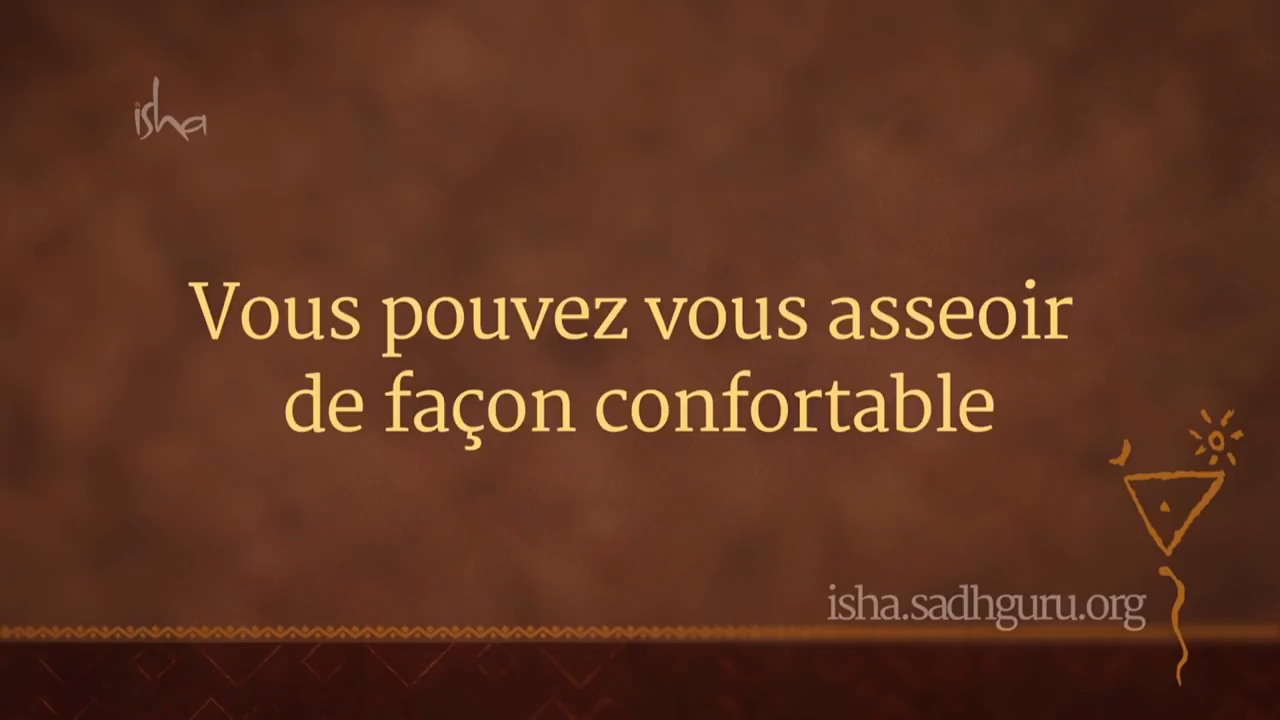 isha
Vous pouvez vous asseoir
de façon confortable
isha.sadhguru.org